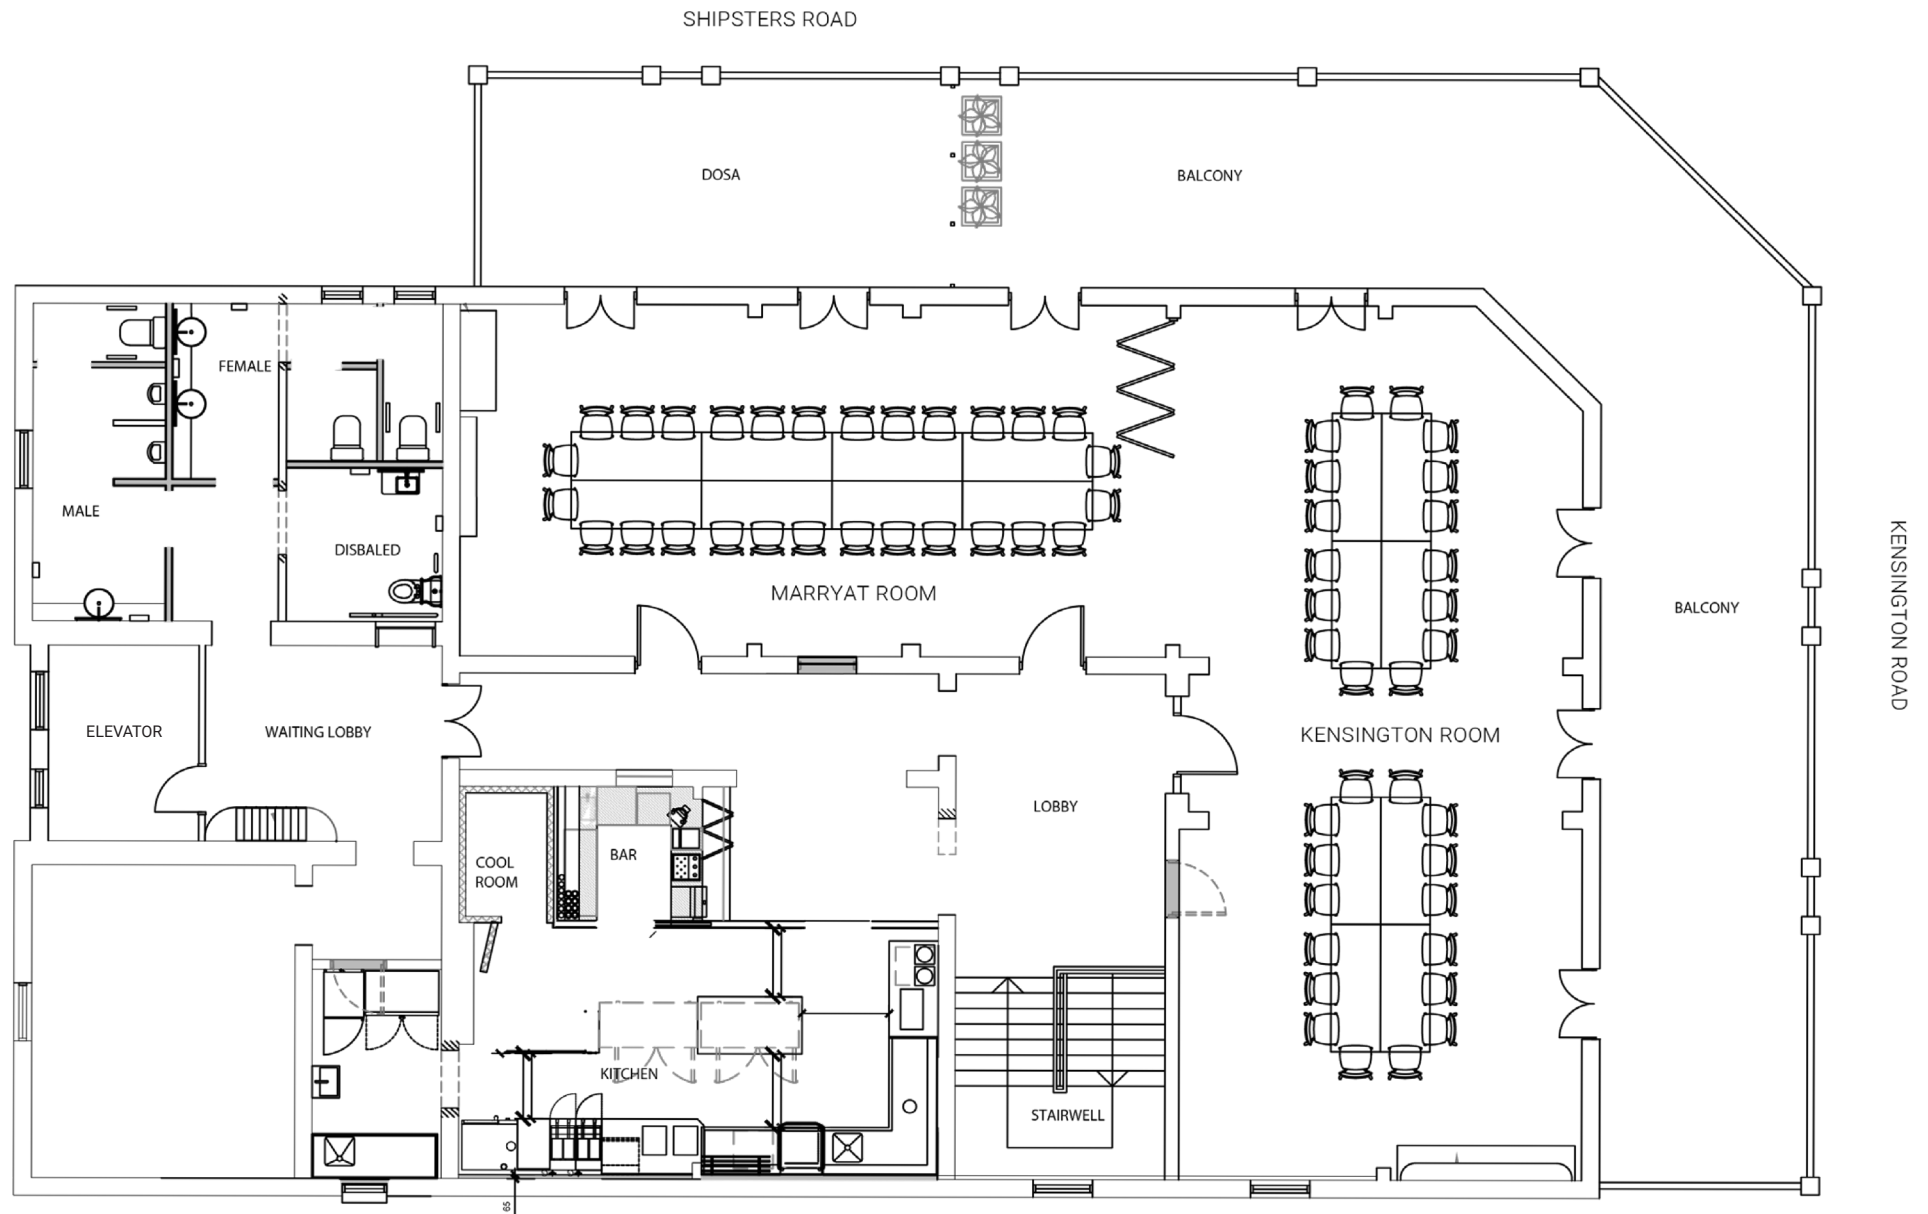 SHIPSTERS ROAD
DOSA
BALCONY
FEMALE
MALE
DISBALED
MARRYAT ROOM
BALCONY
KENSINGTON ROAD
ELEVATOR
WAITING LOBBY
KENSINGTON ROOM
LOBBY
BAR
COOL
ROOM
KITCHEN
STAIRWELL
65